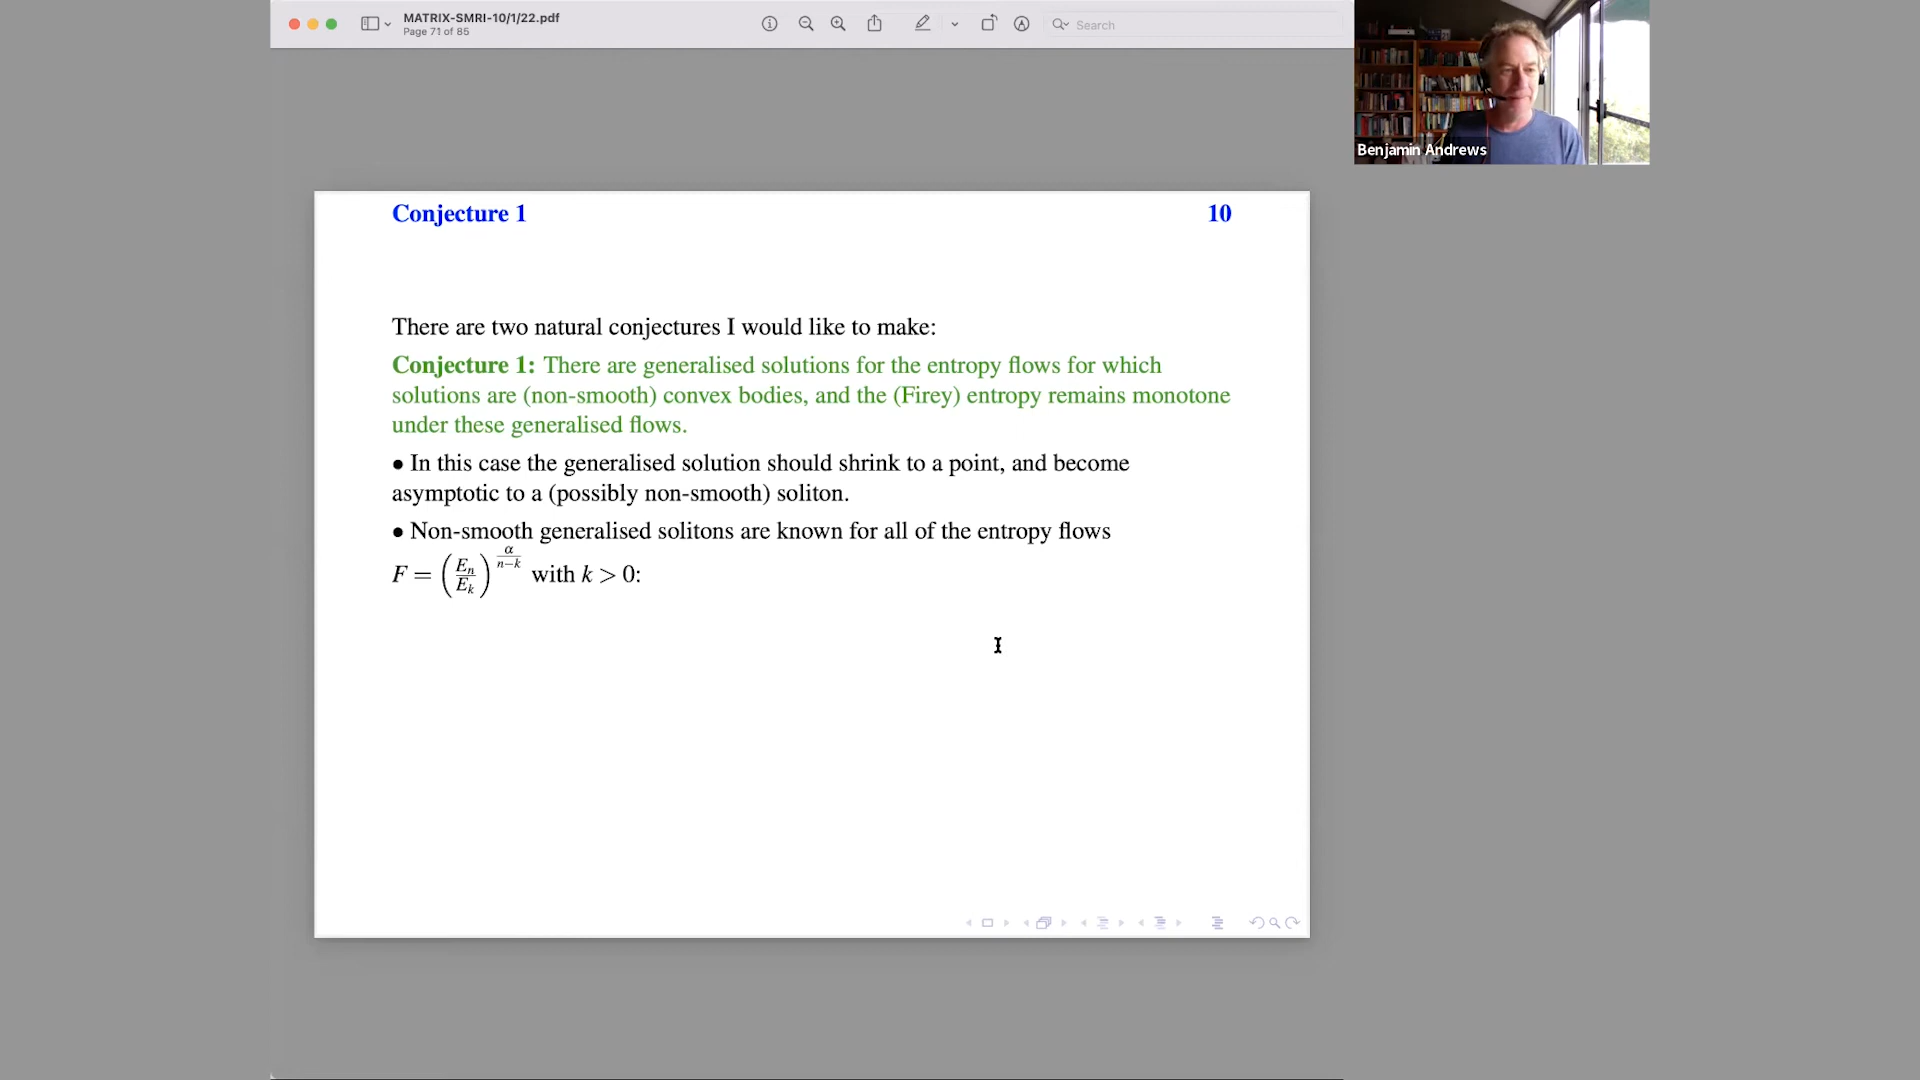 MATRIX-SMRI-10/1/22.pdf
Page 71 of 85
Search
Benjamin Andrews
Conjecture 1 10
There are two natural conjectures I would like to make:
Conjecture 1: There are generalised solutions for the entropy flows for which
solutions are (non-smooth) convex bodies, and the (Firey) entropy remains monotone
under these generalised flows.
• In this case the generalised solution should shrink to a point, and become
asymptotic to a (possibly non-smooth) soliton.
• Non-smooth generalised solitons are known for all of the entropy flows
F = (E_n/E_k)^{α/(n−k)} with k > 0: